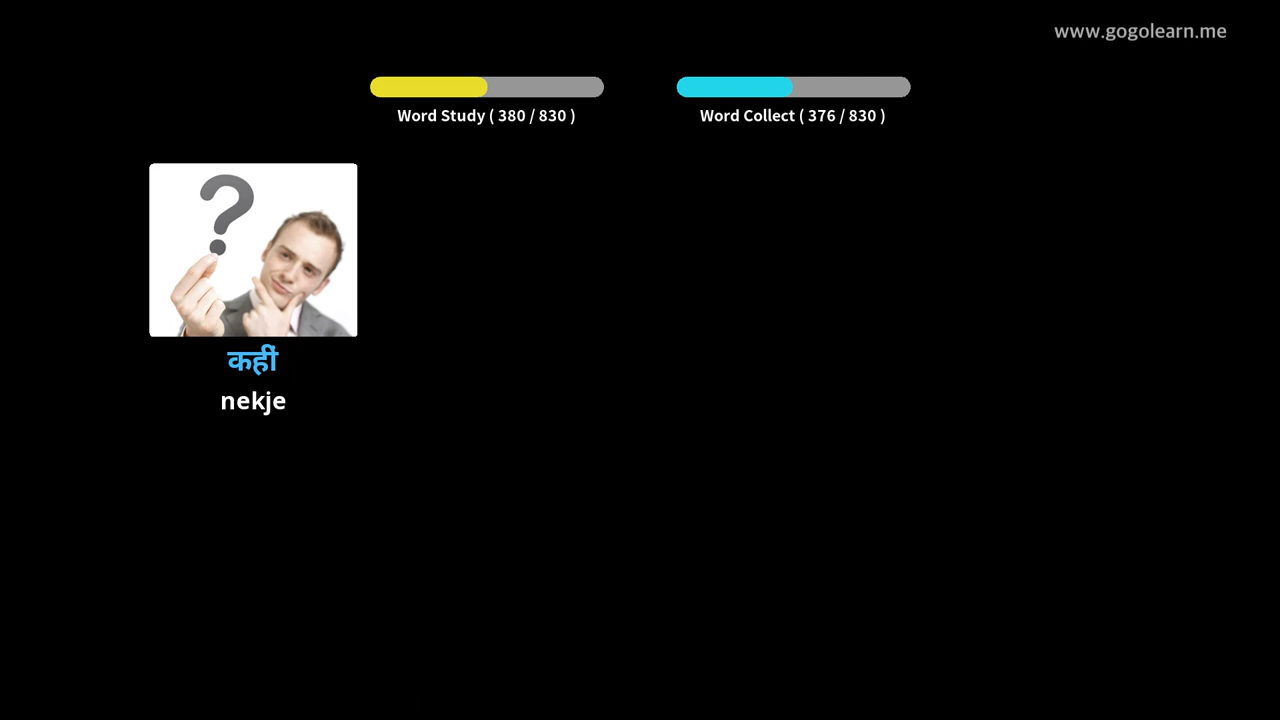 www.gogolearn.me
Word Study ( 380 / 830 )
Word Collect ( 376 / 830 )
?
कहीं
nekje